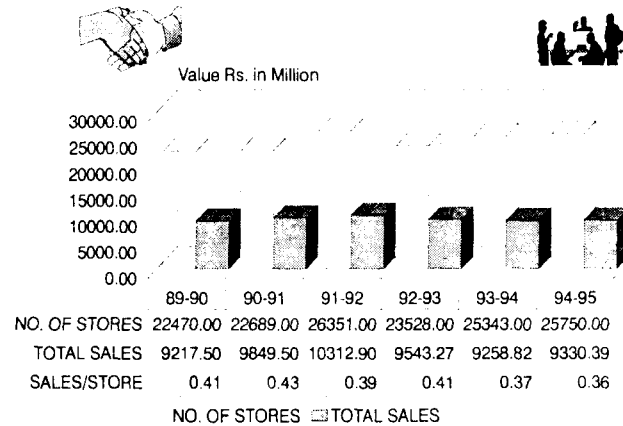 Value Rs. in Million
30000.00
25000.00
20000.00
15000.00
10000.00
5000.00
0.00
89-90 90-91 91-92 92-93 93-94 94-95
NO. OF STORES 22470.00 22689.00 26351.00 23528.00 25343.00 25750.00
TOTAL SALES 9217.50 9849.50 10312.90 9543.27 9258.82 9330.39
SALES/STORE 0.41 0.43 0.39 0.41 0.37 0.36
NO. OF STORES TOTAL SALES